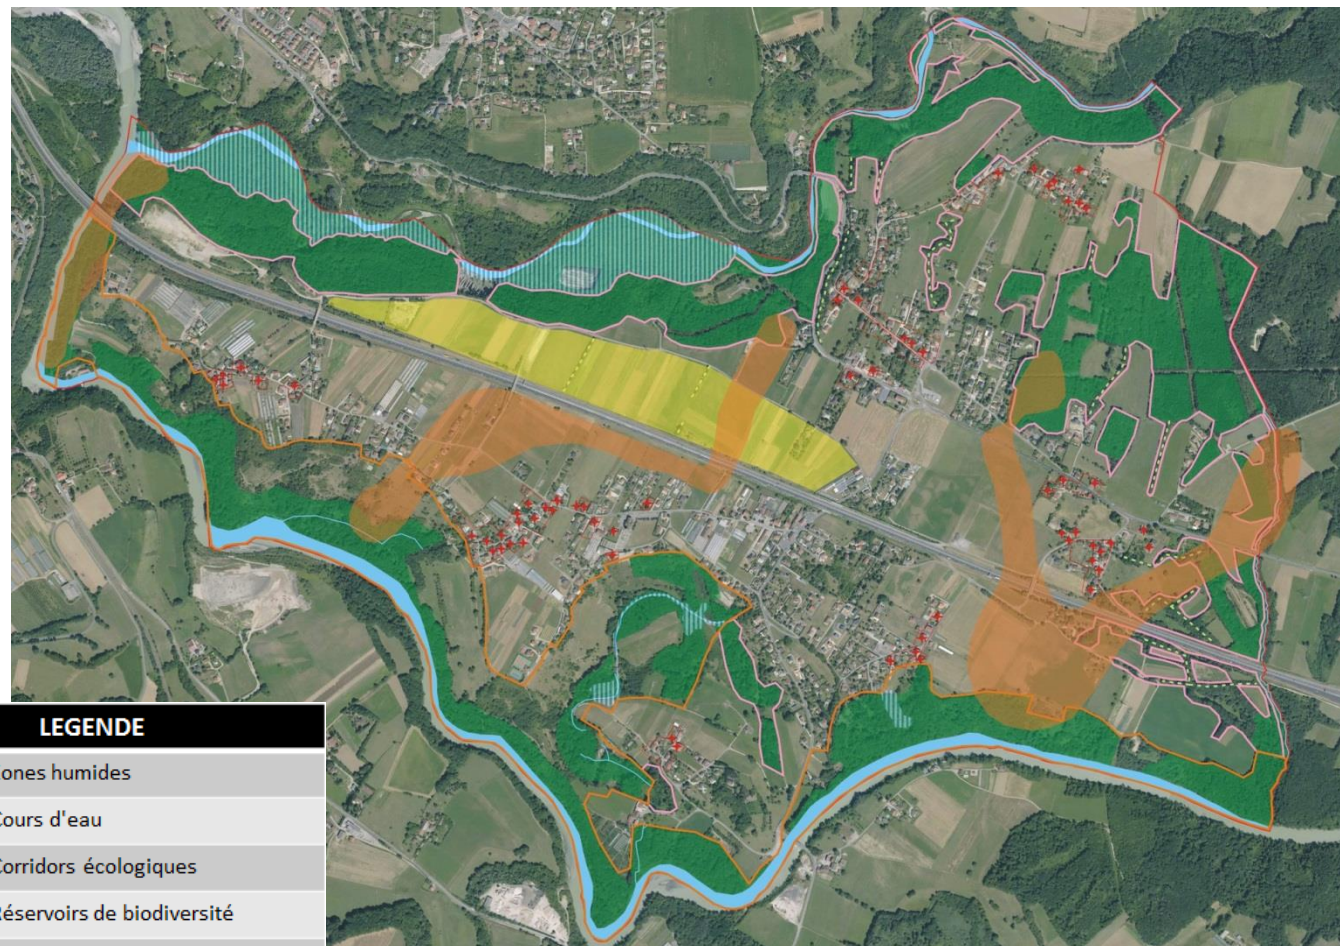 LEGENDE
ones humides
Cours d'eau
Corridors écologiques
Réservoirs de biodiversité